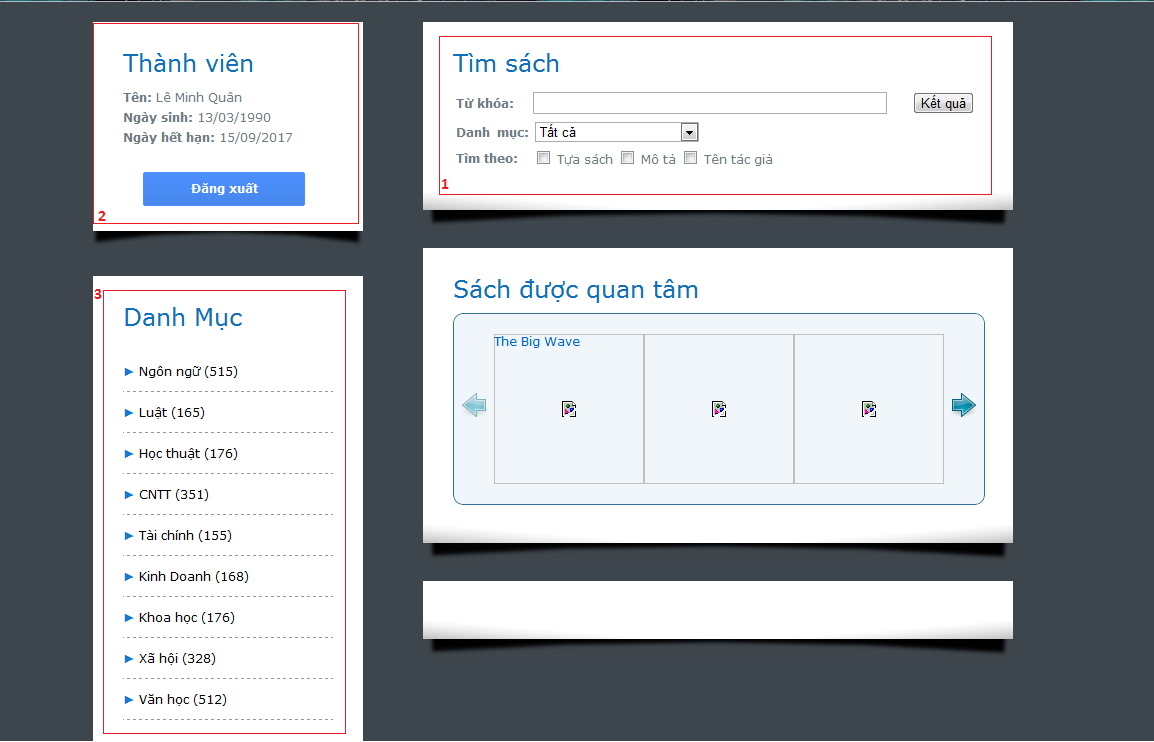 Thành viên
Tên: Lê Minh Quân
Ngày sinh: 13/03/1990
Ngày hết hạn: 15/09/2017
Đăng xuất
2
Tìm sách
Từ khóa:
Kết quả
Danh mục: Tất cả
Tìm theo: Tựa sách Mô tả Tên tác giả
1
3
Danh Mục
Ngôn ngữ (515)
Luật (165)
Học thuật (176)
CNTT (351)
Tài chính (155)
Kinh Doanh (168)
Khoa học (176)
Xã hội (328)
Văn học (512)
Sách được quan tâm
The Big Wave